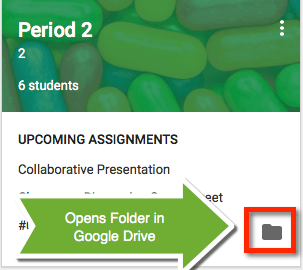 Period 2
2
6 students
UPCOMING ASSIGNMENTS
Collaborative Presentation
Opens Folder in
Google Drive